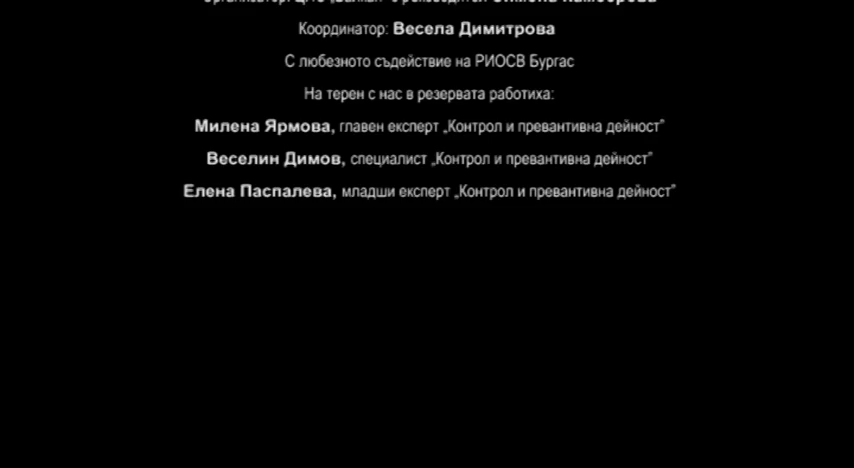 Координатор: Весела Димитрова
С любезното съдействие на РИОСВ Бургас
На терен с нас в резервата работиха:
Милена Ярмова, главен експерт „Контрол и превантивна дейност”
Веселин Димов, специалист „Контрол и превантивна дейност”
Елена Паспалева, младши експерт „Контрол и превантивна дейност”